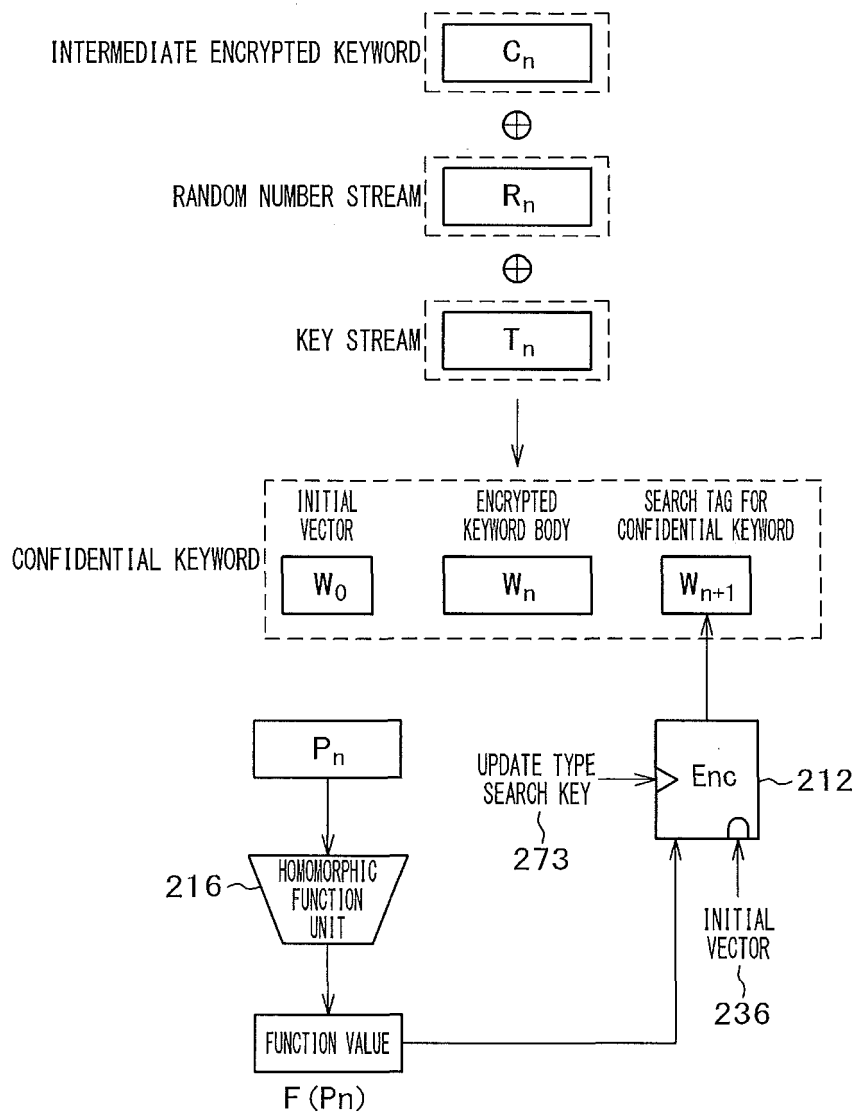 INTERMEDIATE ENCRYPTED KEYWORD
Cn
⊕
RANDOM NUMBER STREAM
Rn
⊕
KEY STREAM
Tn
CONFIDENTIAL KEYWORD
INITIAL
VECTOR
W0
ENCRYPTED
KEYWORD BODY
Wn
SEARCH TAG FOR
CONFIDENTIAL KEYWORD
Wn+1
Pn
UPDATE TYPE
SEARCH KEY
273
Enc
212
216
HOMOMORPHIC
FUNCTION
UNIT
INITIAL
VECTOR
236
FUNCTION VALUE
F(Pn)